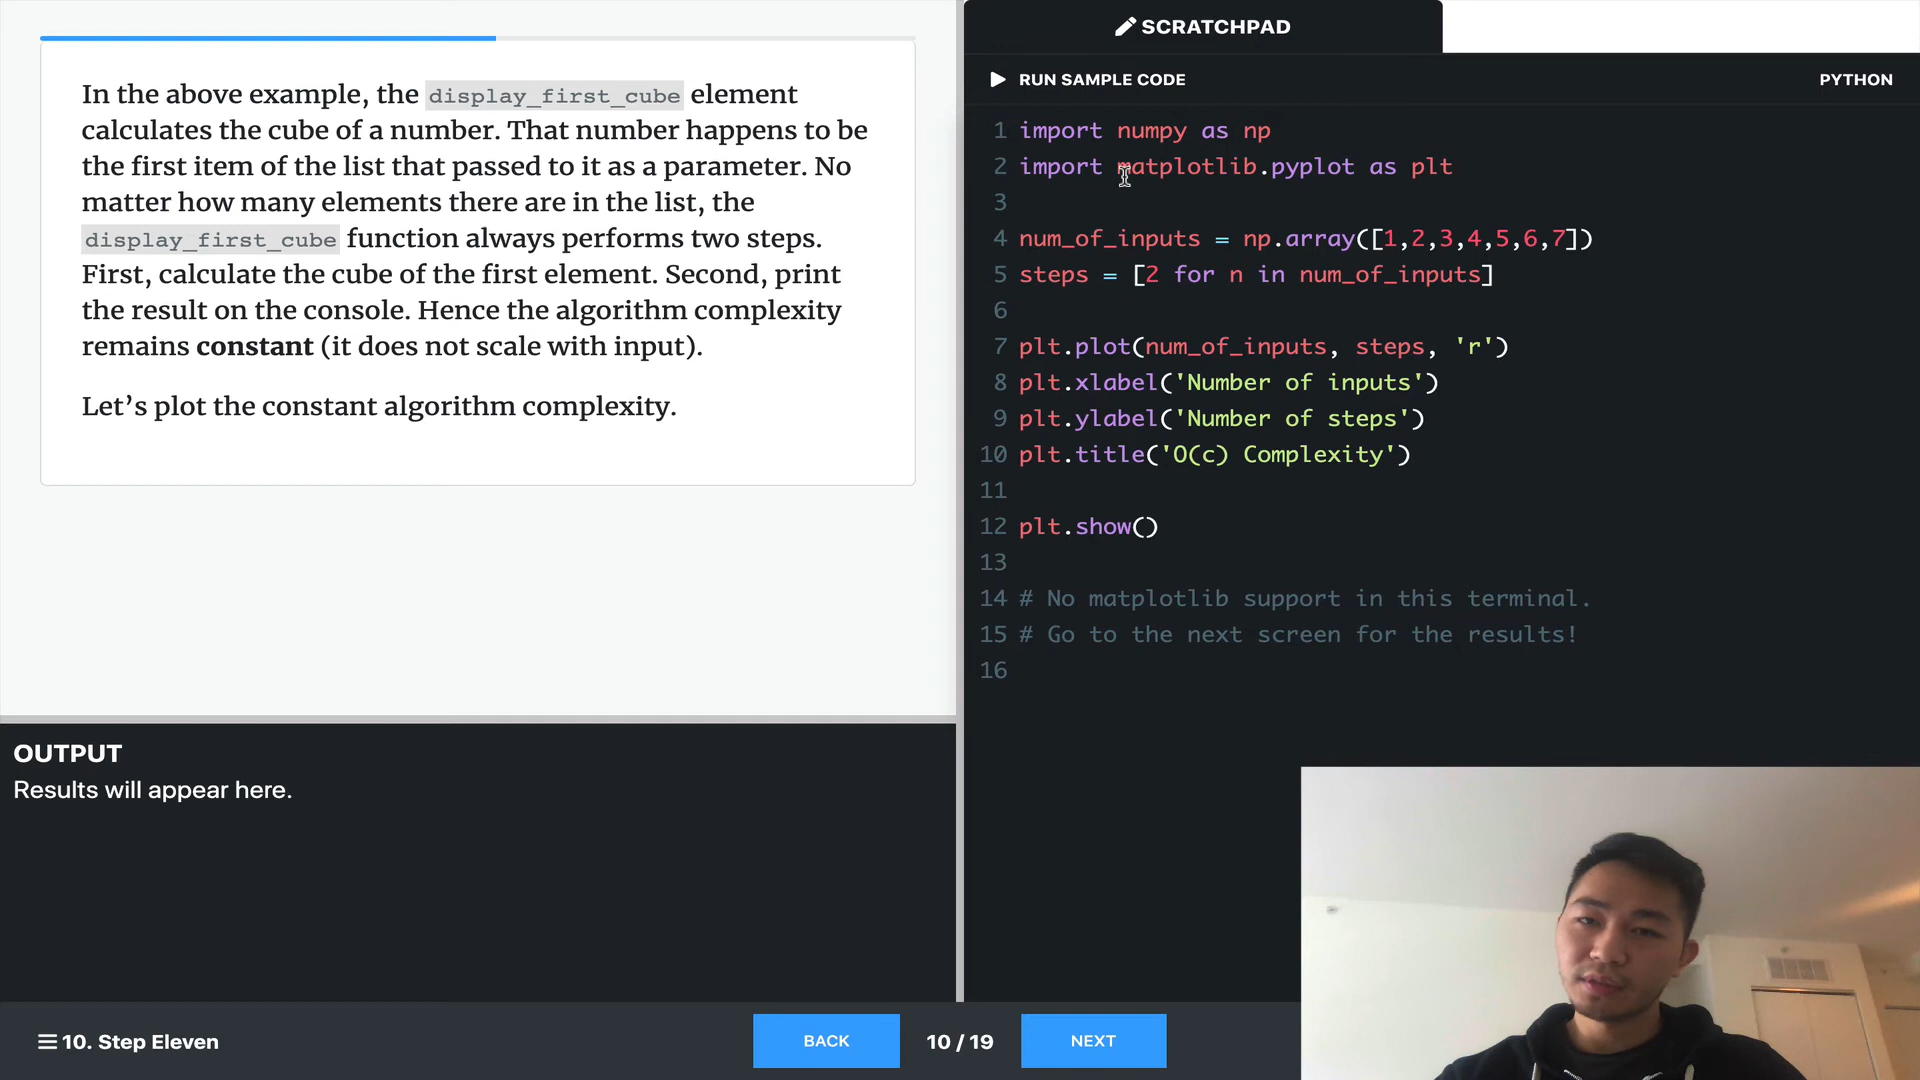 In the above example, the display_first_cube element
calculates the cube of a number. That number happens to be
the first item of the list that passed to it as a parameter. No
matter how many elements there are in the list, the
display_first_cube function always performs two steps.
First, calculate the cube of the first element. Second, print
the result on the console. Hence the algorithm complexity
remains constant (it does not scale with input).
Let’s plot the constant algorithm complexity.
OUTPUT
Results will appear here.
10. Step Eleven
BACK
10 / 19
NEXT
SCRATCHPAD
RUN SAMPLE CODE
PYTHON
1 import numpy as np
2 import matplotlib.pyplot as plt
3
4 num_of_inputs = np.array([1,2,3,4,5,6,7])
5 steps = [2 for n in num_of_inputs]
6
7 plt.plot(num_of_inputs, steps, 'r')
8 plt.xlabel('Number of inputs')
9 plt.ylabel('Number of steps')
10 plt.title('O(c) Complexity')
11
12 plt.show()
13
14 # No matplotlib support in this terminal.
15 # Go to the next screen for the results!
16